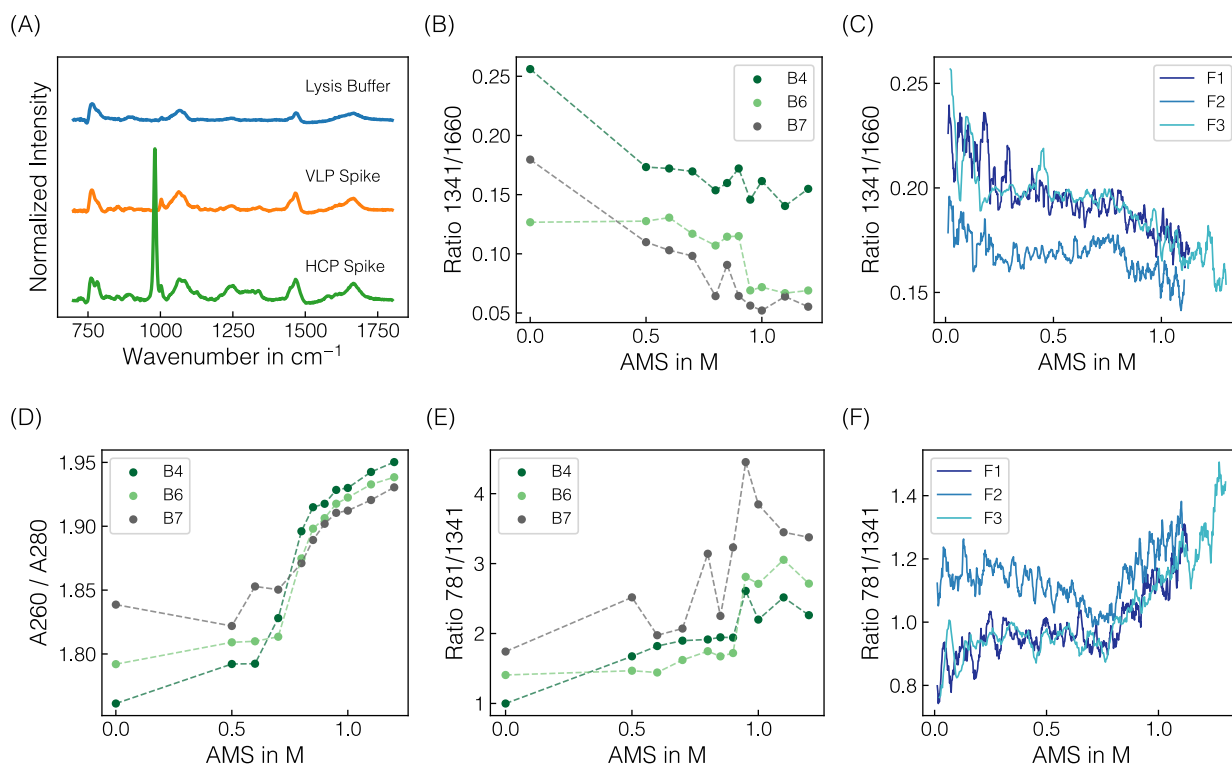 (A)
Normalized Intensity
Lysis Buffer
VLP Spike
HCP Spike
750 1000 1250 1500 1750
Wavenumber in cm⁻¹
(B)
Ratio 1341/1660
0.25
0.20
0.15
0.10
0.05
B4
B6
B7
0.0 0.5 1.0
AMS in M
(C)
Ratio 1341/1660
0.25
0.20
0.15
F1
F2
F3
0.0 0.5 1.0
AMS in M
(D)
A260 / A280
1.95
1.90
1.85
1.80
B4
B6
B7
0.0 0.5 1.0
AMS in M
(E)
Ratio 781/1341
4
3
2
1
B4
B6
B7
0.0 0.5 1.0
AMS in M
(F)
Ratio 781/1341
1.4
1.2
1.0
0.8
F1
F2
F3
0.0 0.5 1.0
AMS in M